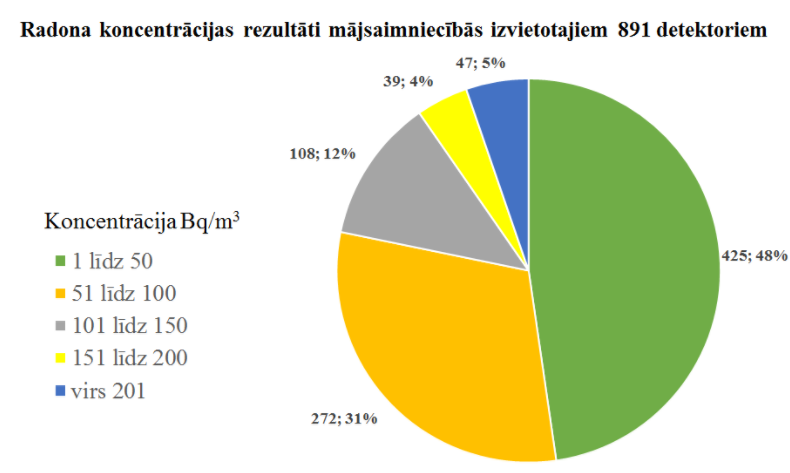 Radona koncentrācijas rezultāti mājsaimniecībās izvietotajiem 891 detektoriem
47; 5%
39; 4%
108; 12%
425; 48%
272; 31%
Koncentrācija Bq/m³
1 līdz 50
51 līdz 100
101 līdz 150
151 līdz 200
virs 201